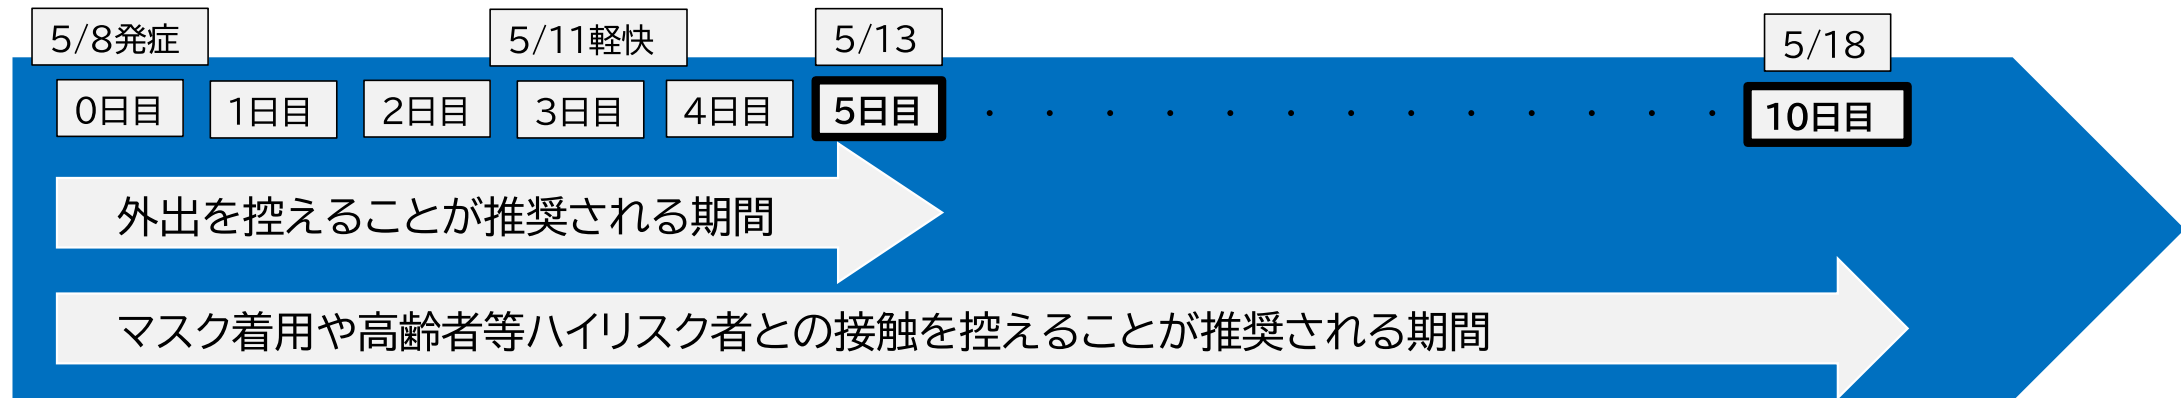 5/8発症 5/11軽快 5/13 5/18
0日目 1日目 2日目 3日目 4日目 5日目 ・・・・・・・・・・・・・ 10日目
外出を控えることが推奨される期間
マスク着用や高齢者等ハイリスク者との接触を控えることが推奨される期間